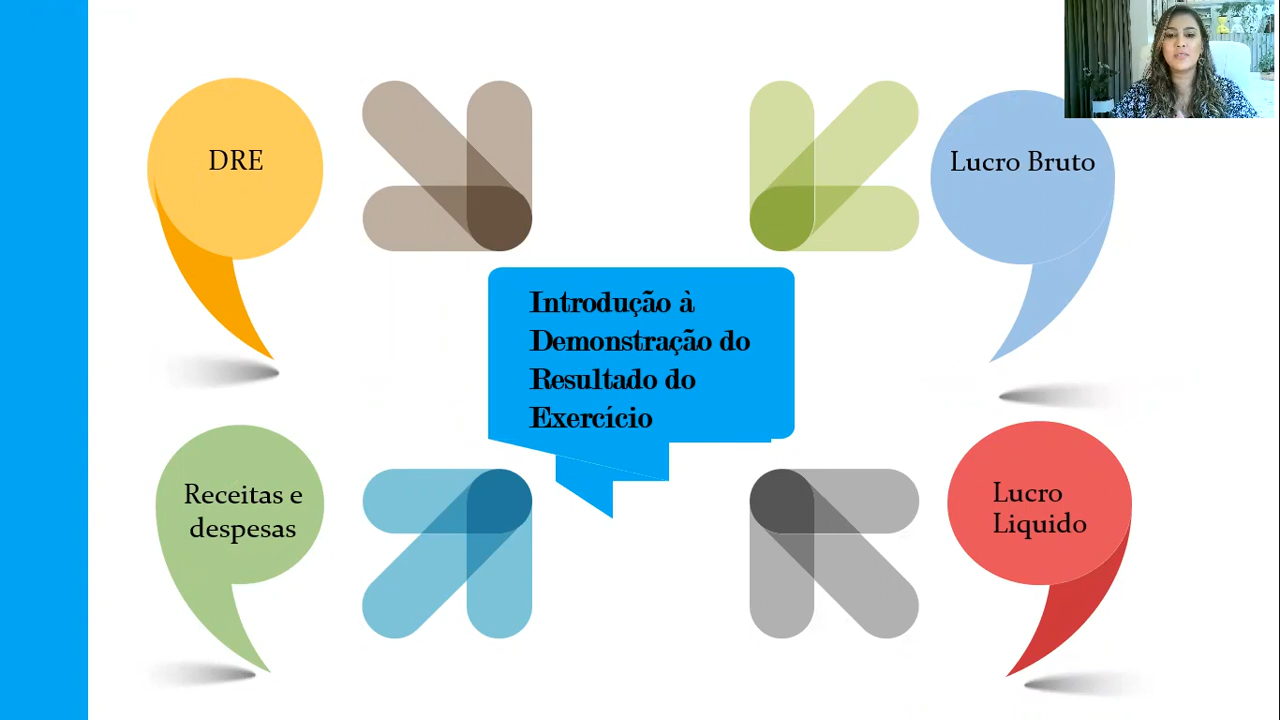 DRE
Lucro Bruto
Introdução à
Demonstração do
Resultado do
Exercício
Receitas e
despesas
Lucro
Liquido